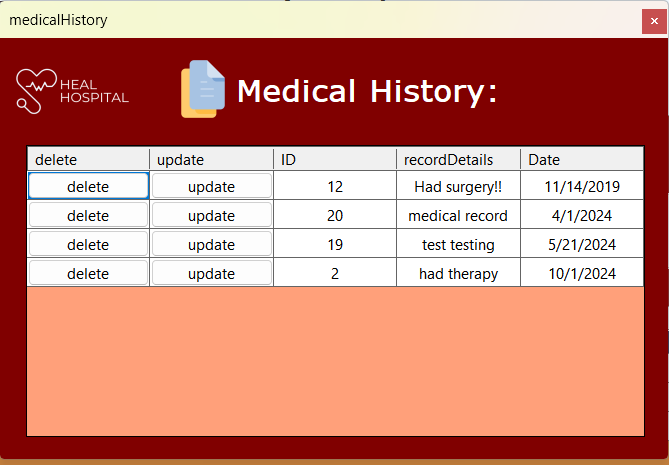 medicalHistory
HEAL
HOSPITAL
Medical History:
delete update ID recordDetails Date
delete update 12 Had surgery!! 11/14/2019
delete update 20 medical record 4/1/2024
delete update 19 test testing 5/21/2024
delete update 2 had therapy 10/1/2024